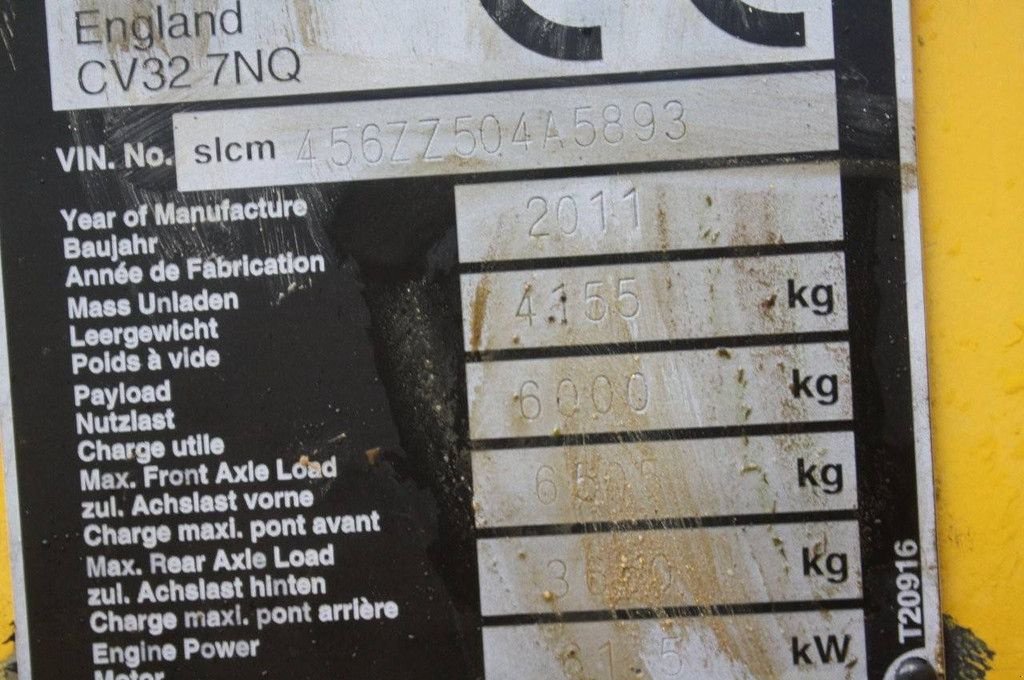 England
CV32 7NQ
VIN. No. slcm 456ZZ504A5893
Year of Manufacture
Baujahr
Année de Fabrication
2011
Mass Unladen
Leergewicht
Poids à vide
4155 kg
Payload
Nutzlast
Charge utile
6000 kg
Max. Front Axle Load
zul. Achslast vorne
Charge maxi. pont avant
6505 kg
Max. Rear Axle Load
zul. Achslast hinten
Charge maxi. pont arrière
kg
Engine Power
kW
T209916